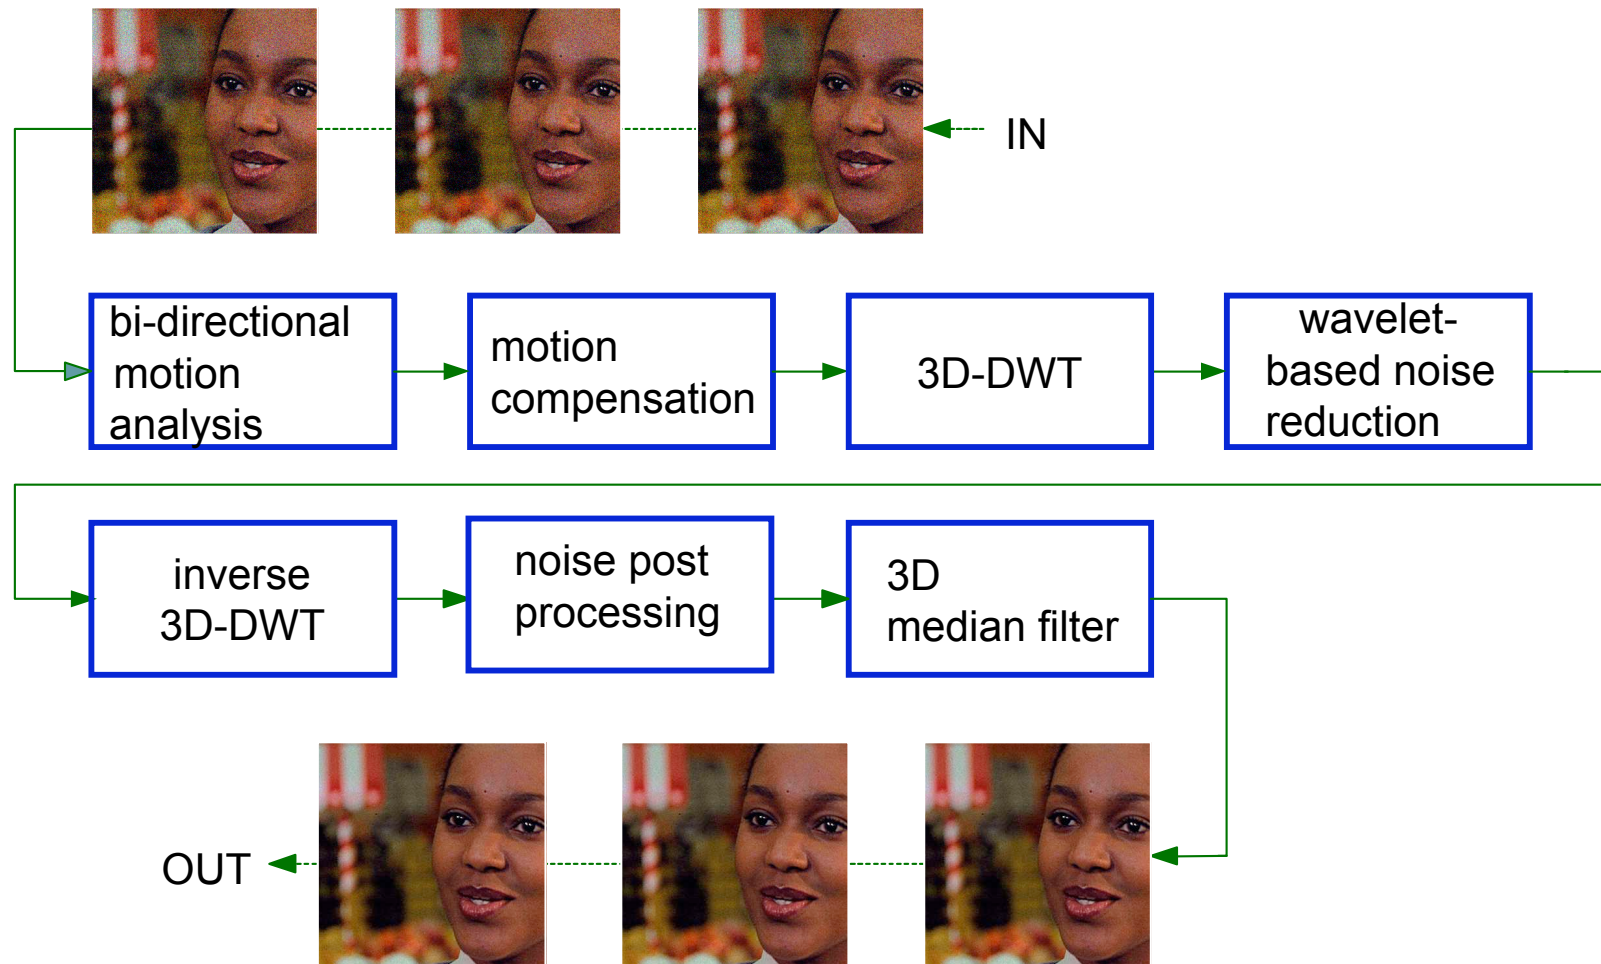 IN
bi-directional
motion
analysis
motion
compensation
3D-DWT
wavelet-
based noise
reduction
inverse
3D-DWT
noise post
processing
3D
median filter
OUT